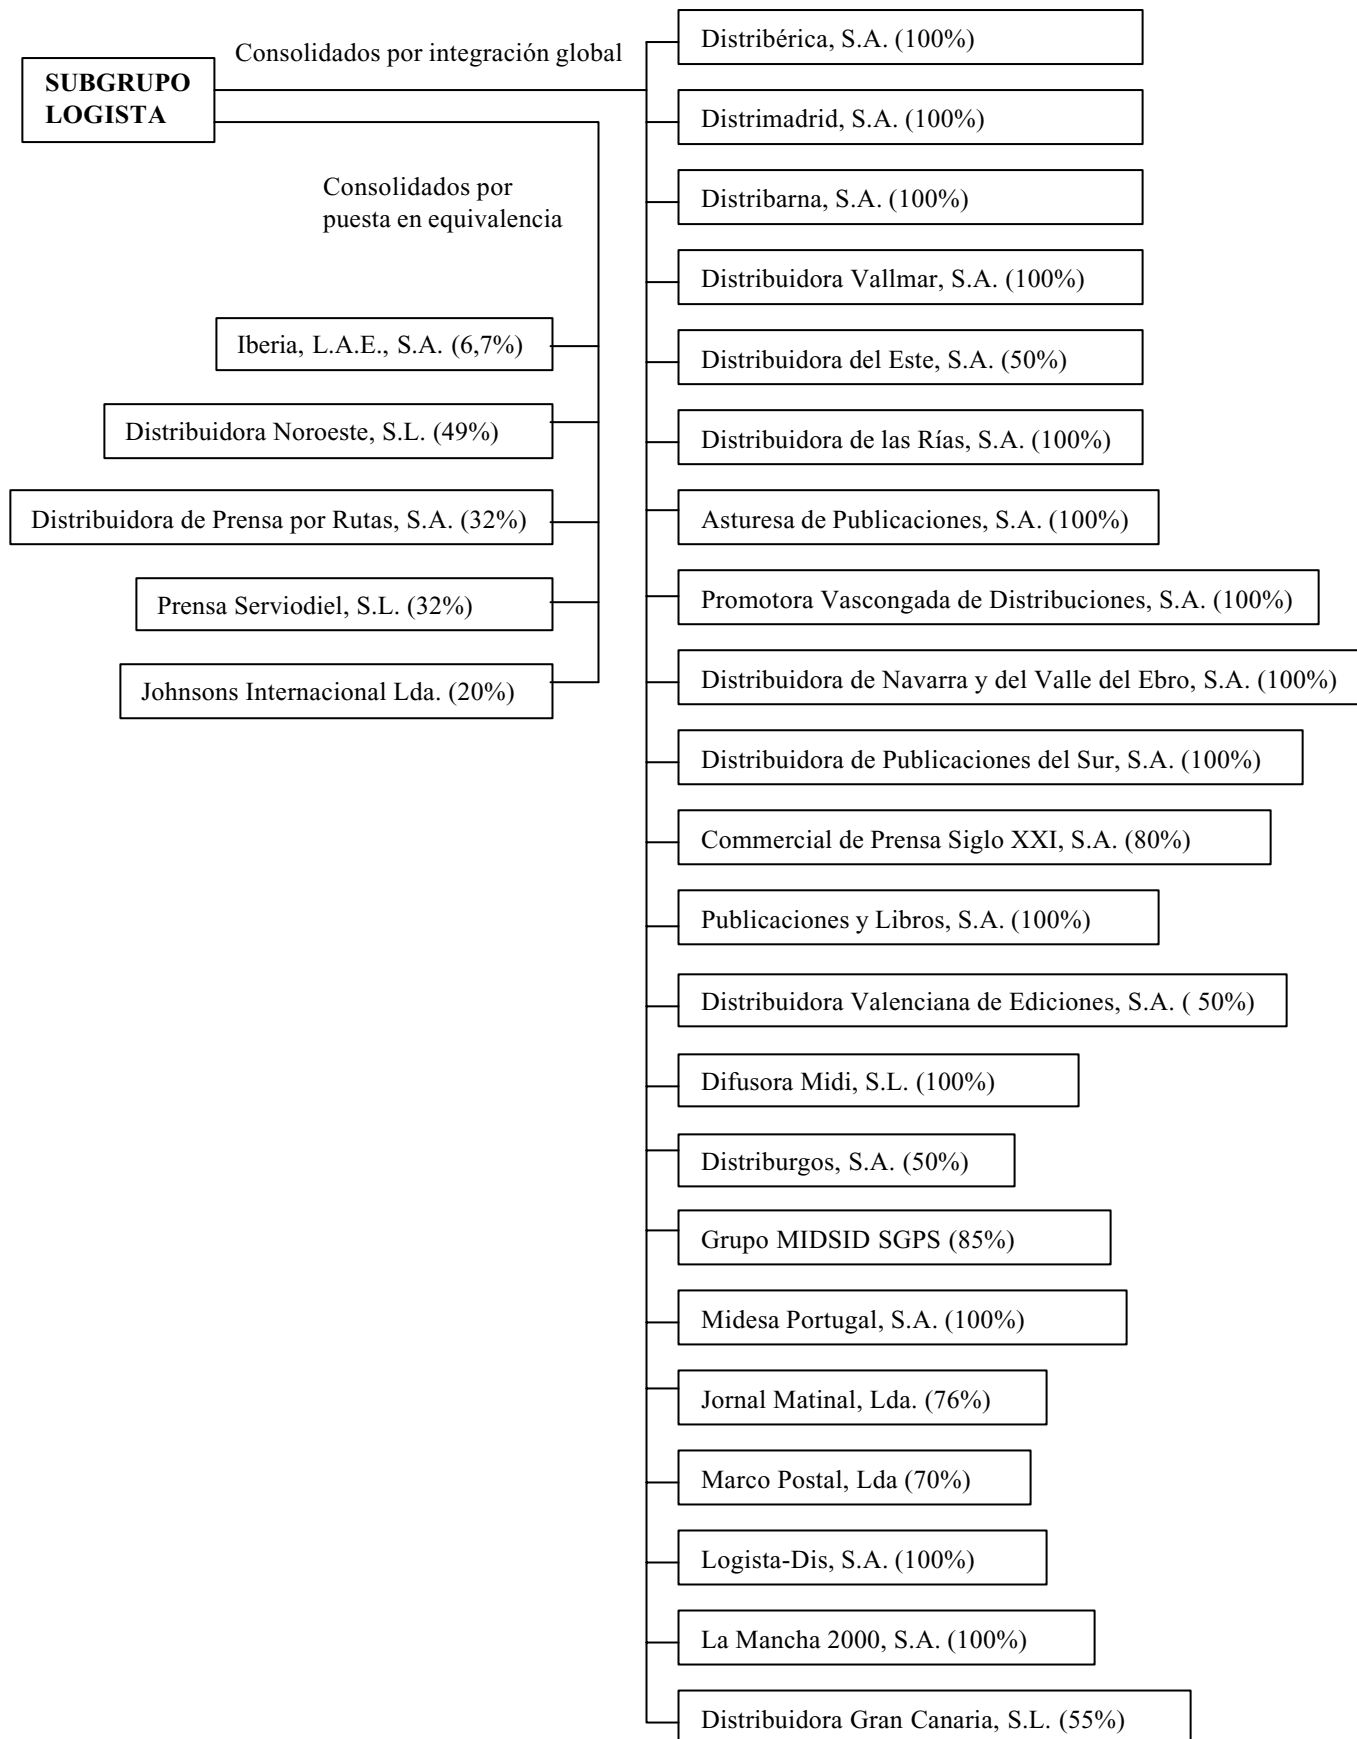 SUBGRUPO
LOGISTA
Consolidados por integración global
Consolidados por
puesta en equivalencia
Iberia, L.A.E., S.A. (6,7%)
Distribuidora Noroeste, S.L. (49%)
Distribuidora de Prensa por Rutas, S.A. (32%)
Prensa Serviodiel, S.L. (32%)
Johnsons Internacional Lda. (20%)
Distribérica, S.A. (100%)
Distrimadrid, S.A. (100%)
Distribarna, S.A. (100%)
Distribuidora Vallmar, S.A. (100%)
Distribuidora del Este, S.A. (50%)
Distribuidora de las Rías, S.A. (100%)
Asturesa de Publicaciones, S.A. (100%)
Promotora Vascongada de Distribuciones, S.A. (100%)
Distribuidora de Navarra y del Valle del Ebro, S.A. (100%)
Distribuidora de Publicaciones del Sur, S.A. (100%)
Commercial de Prensa Siglo XXI, S.A. (80%)
Publicaciones y Libros, S.A. (100%)
Distribuidora Valenciana de Ediciones, S.A. ( 50%)
Difusora Midi, S.L. (100%)
Distriburgos, S.A. (50%)
Grupo MIDSID SGPS (85%)
Midesa Portugal, S.A. (100%)
Jornal Matinal, Lda. (76%)
Marco Postal, Lda (70%)
Logista-Dis, S.A. (100%)
La Mancha 2000, S.A. (100%)
Distribuidora Gran Canaria, S.L. (55%)